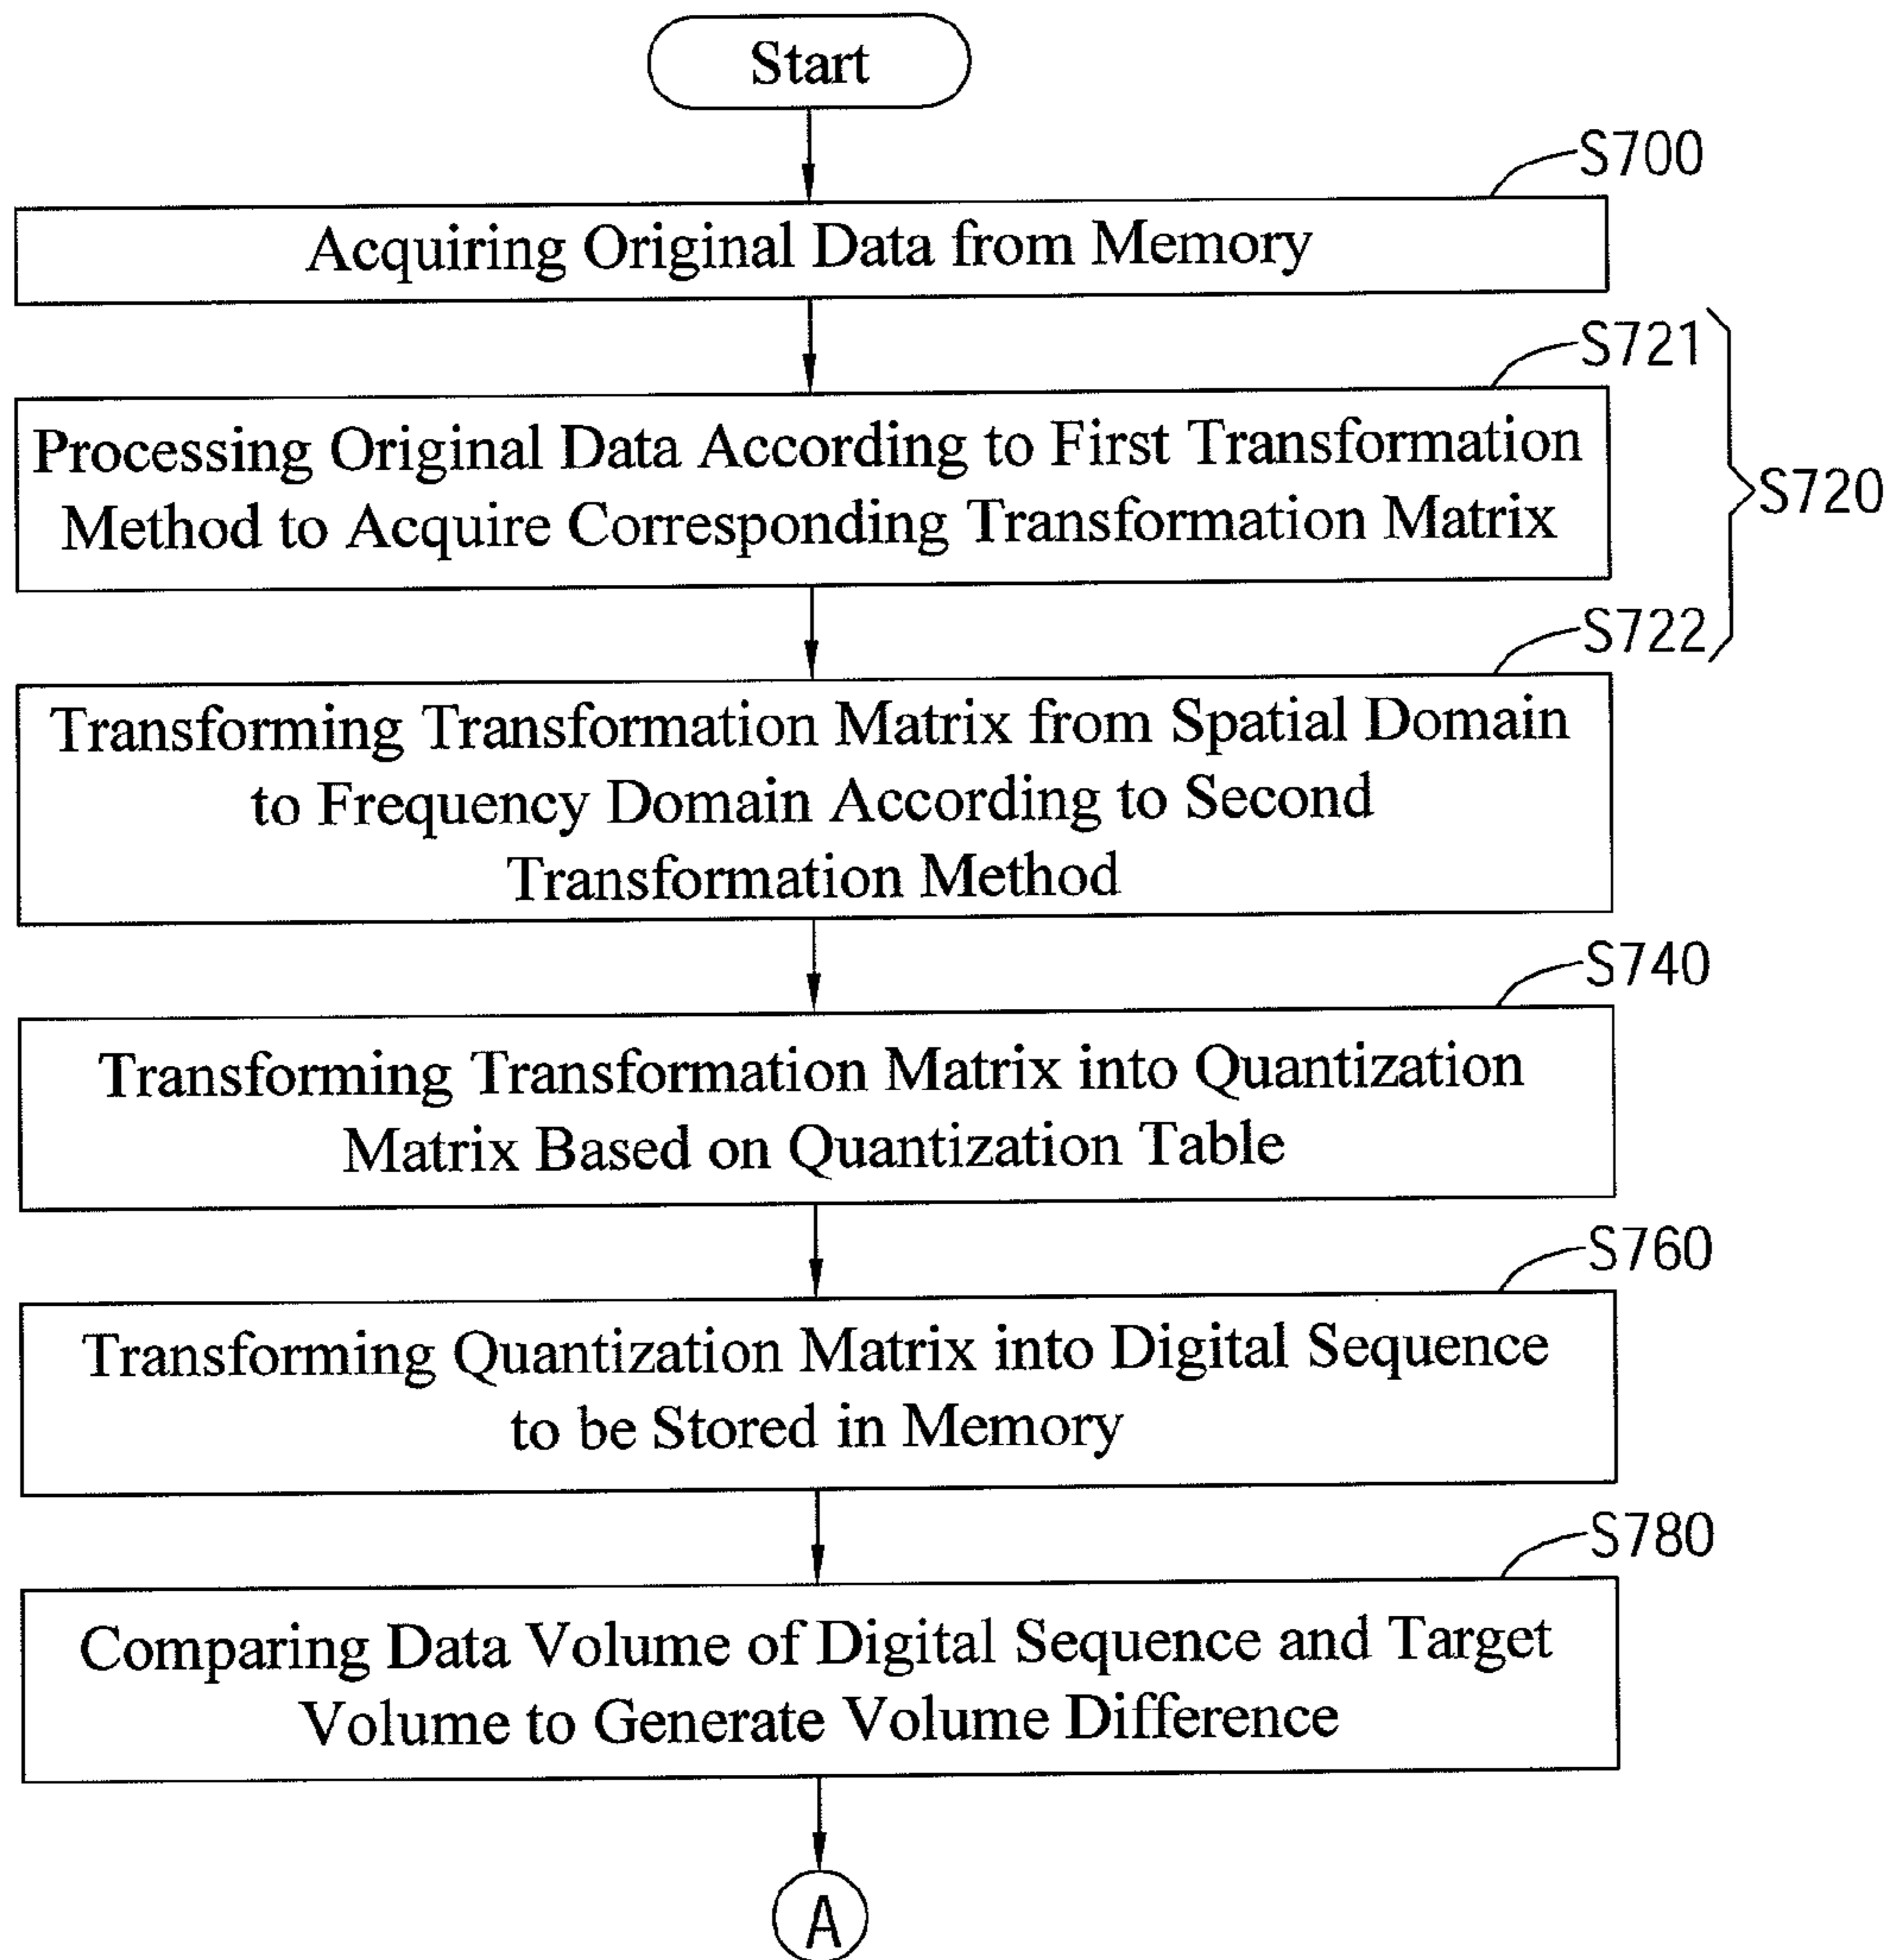 Start
S700
Acquiring Original Data from Memory
S721
Processing Original Data According to First Transformation
Method to Acquire Corresponding Transformation Matrix
S720
S722
Transforming Transformation Matrix from Spatial Domain
to Frequency Domain According to Second
Transformation Method
S740
Transforming Transformation Matrix into Quantization
Matrix Based on Quantization Table
S760
Transforming Quantization Matrix into Digital Sequence
to be Stored in Memory
S780
Comparing Data Volume of Digital Sequence and Target
Volume to Generate Volume Difference
A